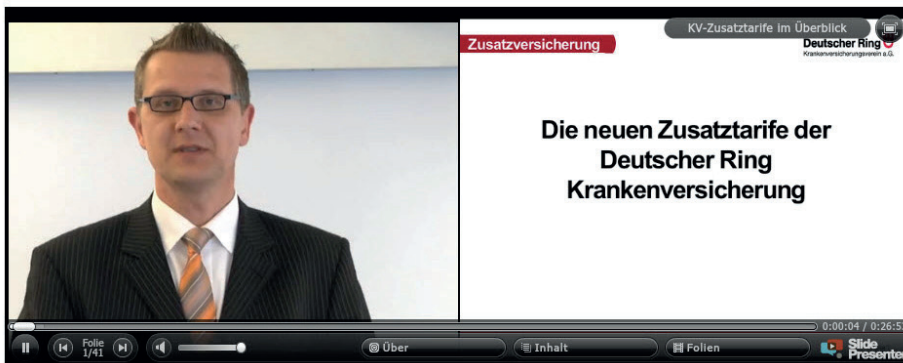 KV-Zusatztarife im Überblick
Zusatzversicherung
Deutscher Ring
Krankenversicherungsverein a.G.
Die neuen Zusatztarife der
Deutscher Ring
Krankenversicherung
0:00:04 / 0:26:5
Folie
1/41
Über
Inhalt
Folien
Slide
Presente